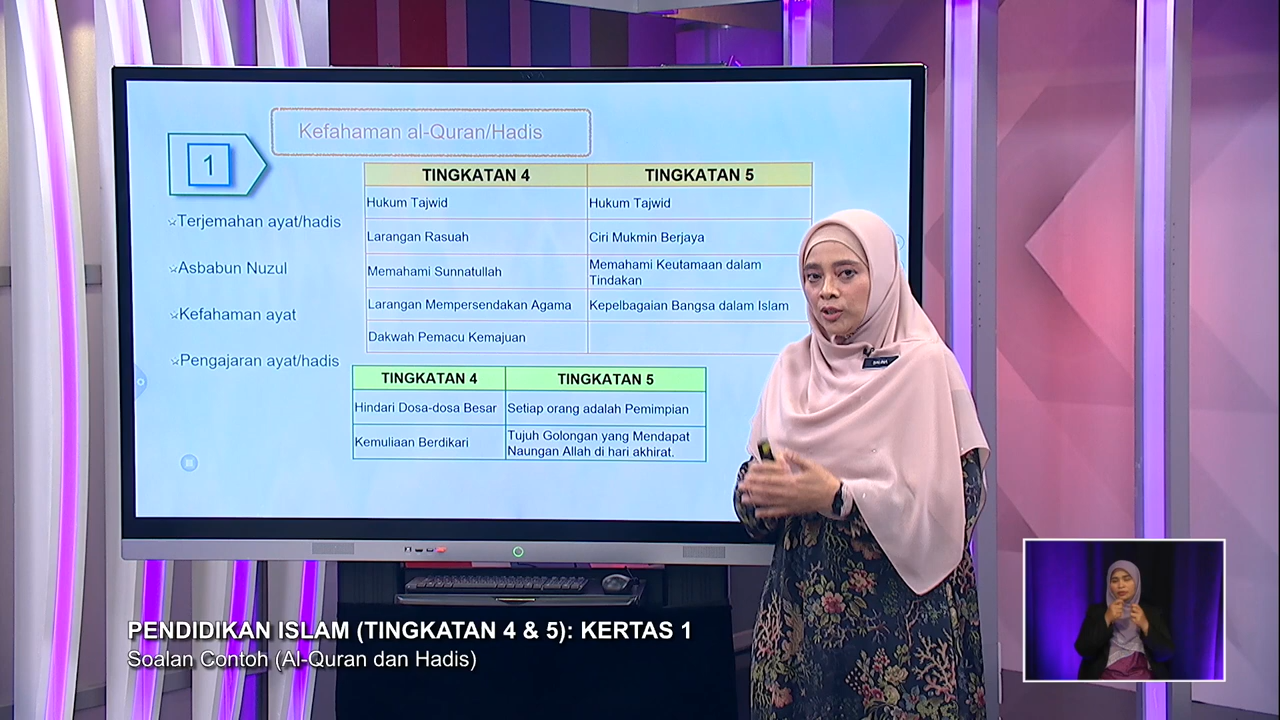 Kefahaman al-Quran/Hadis
1
Terjemahan ayat/hadis
Asbabun Nuzul
Kefahaman ayat
Pengajaran ayat/hadis
TINGKATAN 4 TINGKATAN 5
Hukum Tajwid Hukum Tajwid
Larangan Rasuah Ciri Mukmin Berjaya
Memahami Sunnatullah Memahami Keutamaan dalam
Tindakan
Larangan Mempersendakan Agama Kepelbagaian Bangsa dalam Islam
Dakwah Pemacu Kemajuan
TINGKATAN 4 TINGKATAN 5
Hindari Dosa-dosa Besar Setiap orang adalah Pemimpian
Kemuliaan Berdikari Tujuh Golongan yang Mendapat
Naungan Allah di hari akhirat.
PENDIDIKAN ISLAM (TINGKATAN 4 & 5): KERTAS 1
Soalan Contoh (Al-Quran dan Hadis)